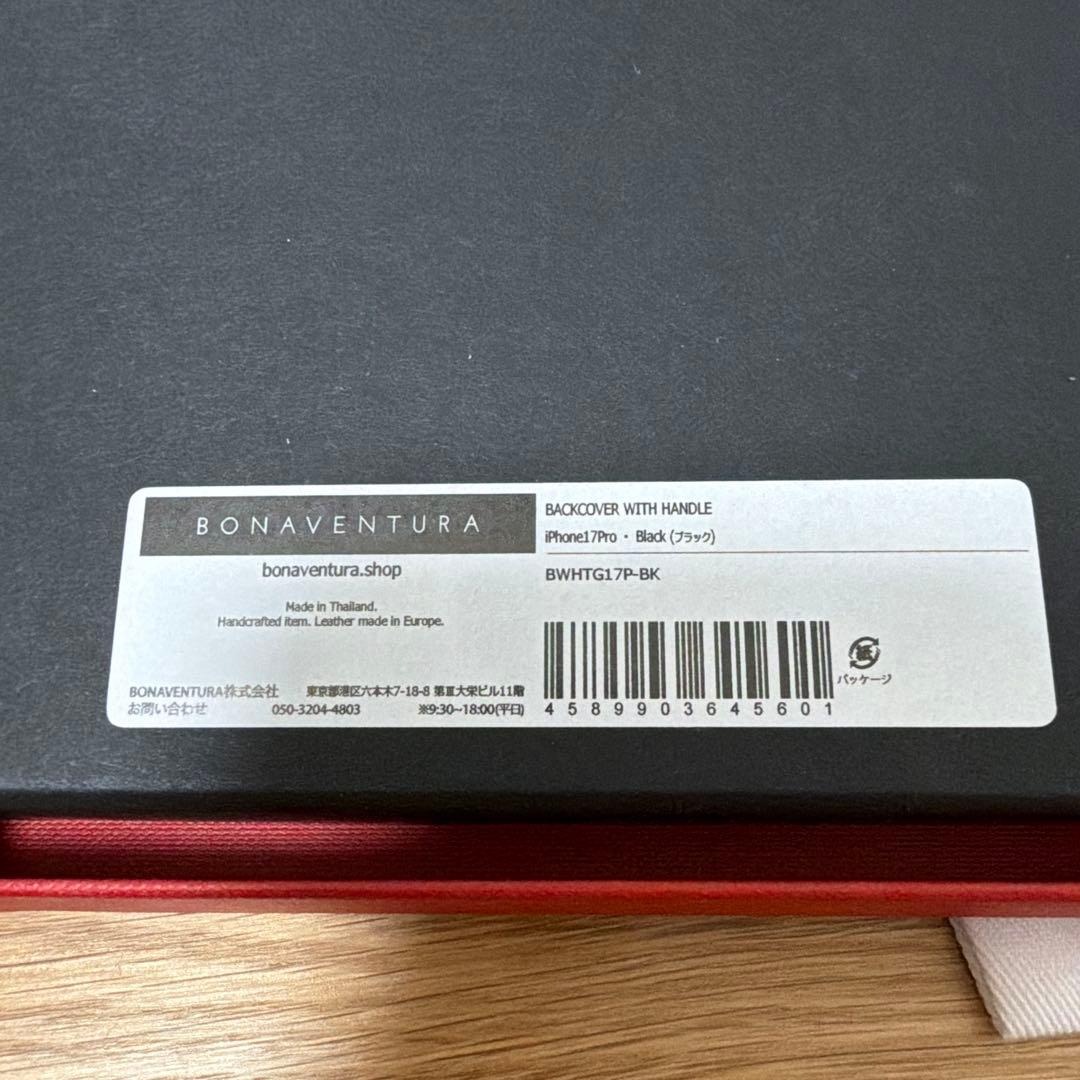 BONAVENTURA
bonaventura.shop
Made in Thailand.
Handcrafted item. Leather made in Europe.
BONAVENTURA株式会社 東京都港区六本木7-18-8 第Ⅲ大栄ビル11階
お問い合わせ 050-3204-4803 ※9:30~18:00(平日)
BACKCOVER WITH HANDLE
iPhone17Pro ・ Black (ブラック)
BWHTG17P-BK
4589903645601
紙
パッケージ